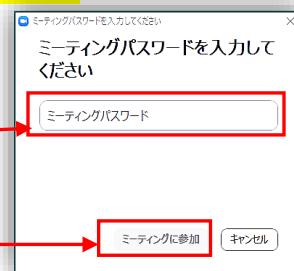 ミーティングパスワードを入力してください
ミーティングパスワードを入力して
ください
ミーティングパスワード
ミーティングに参加
キャンセル